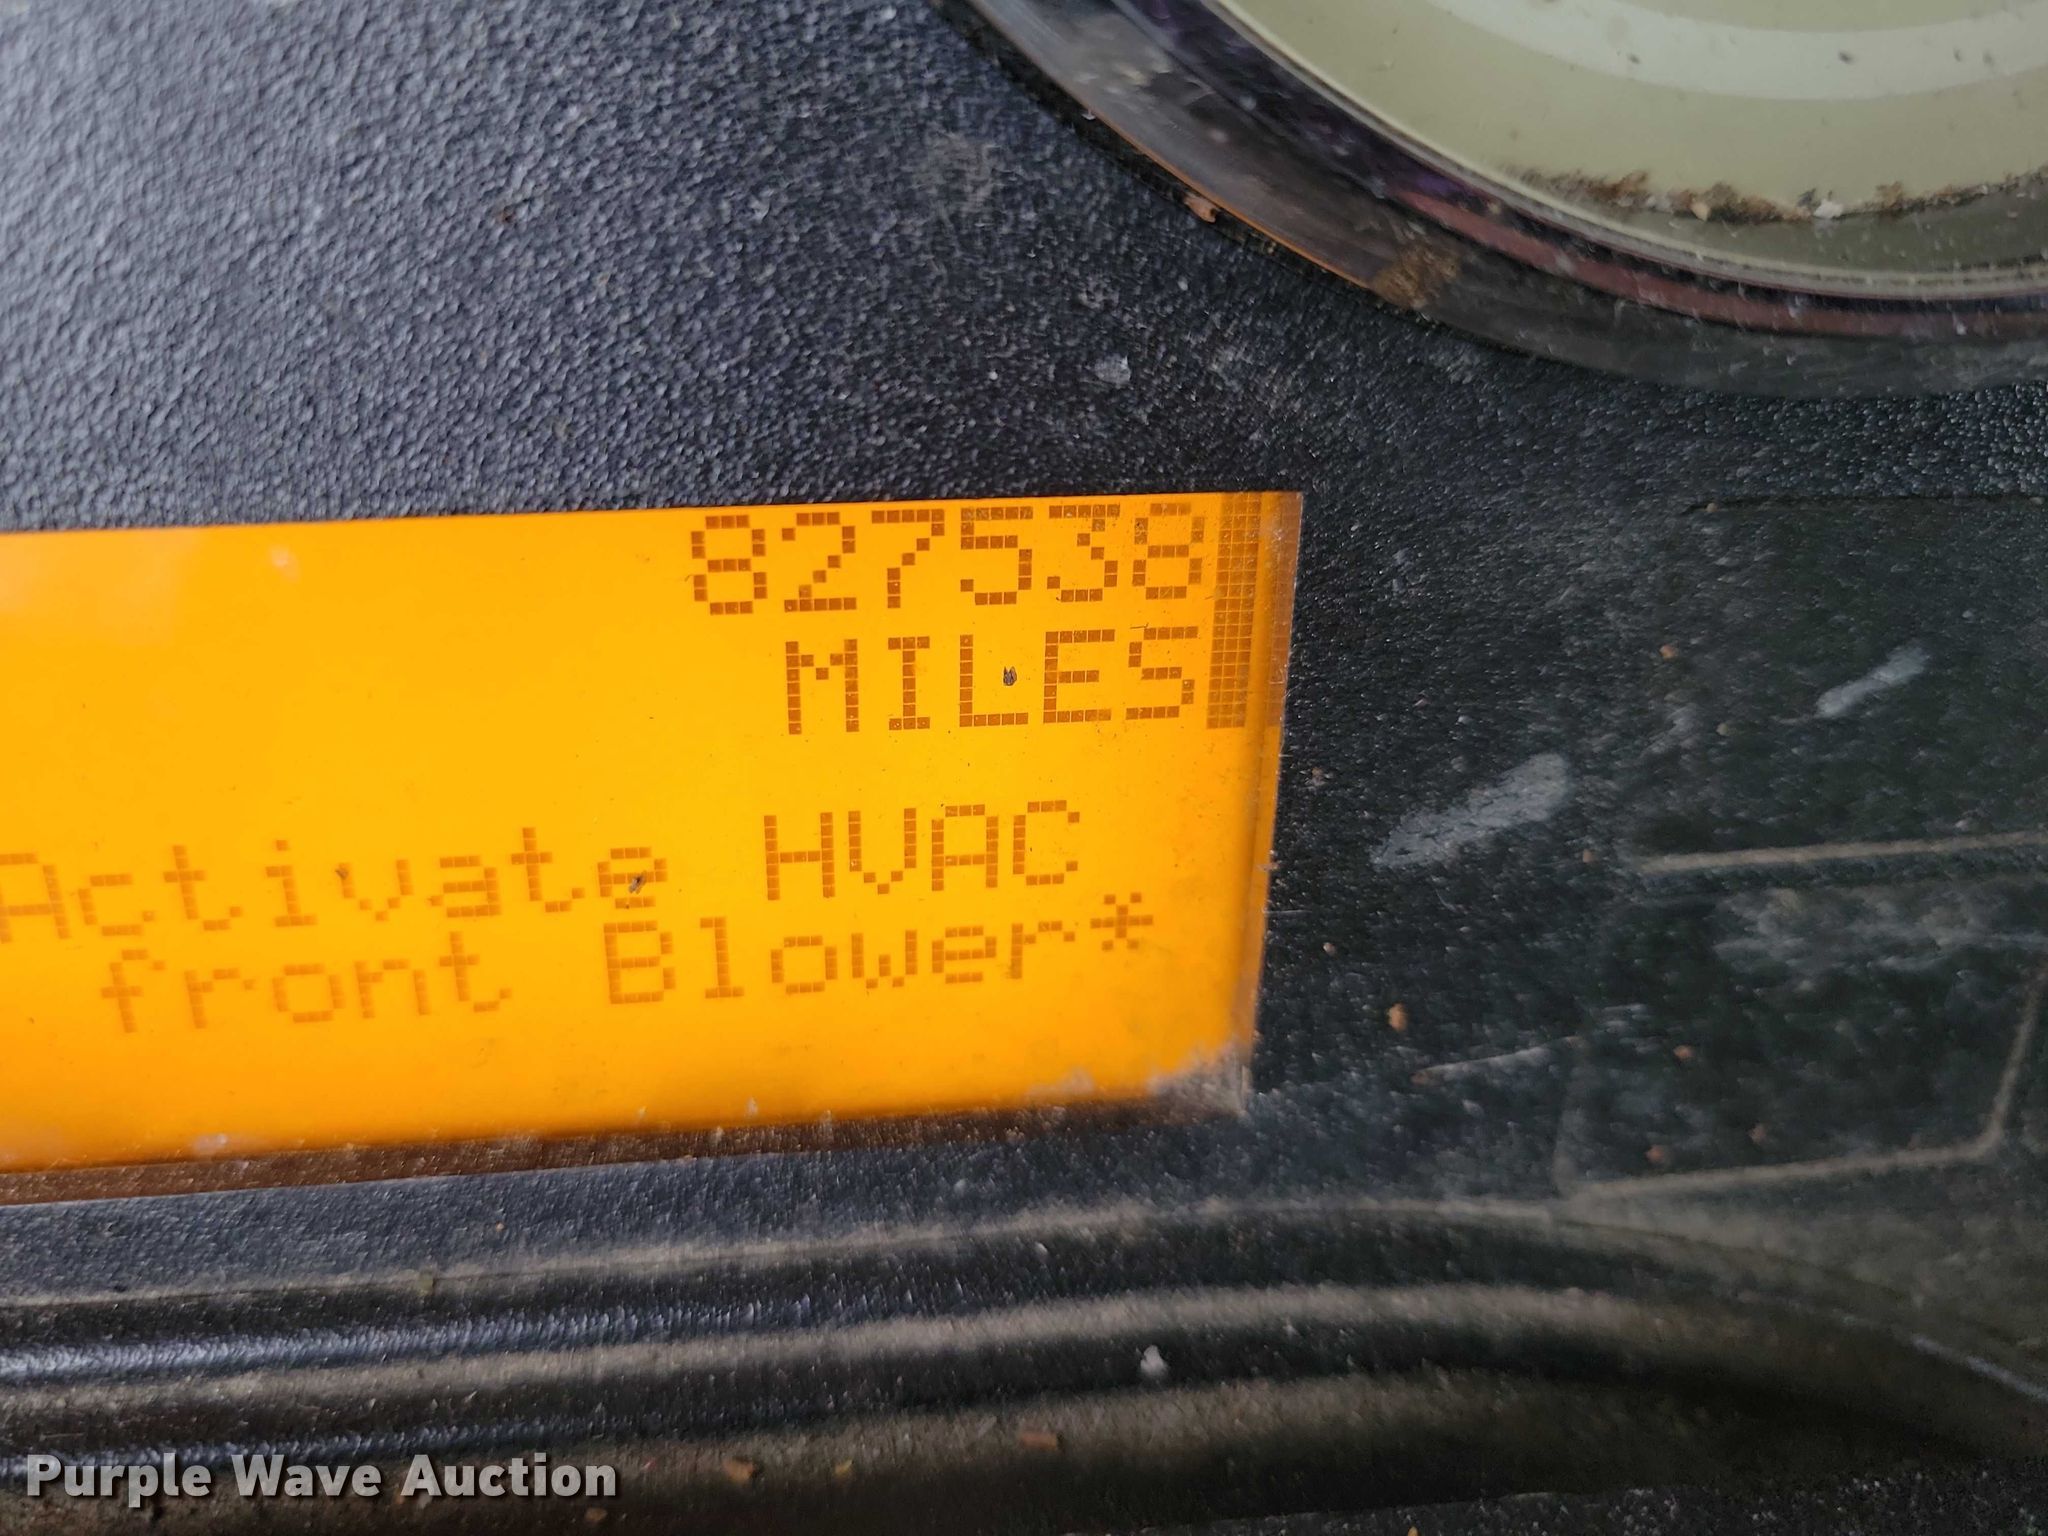 827538
MILES
Activate HVAC
front Blower*
Purple Wave Auction